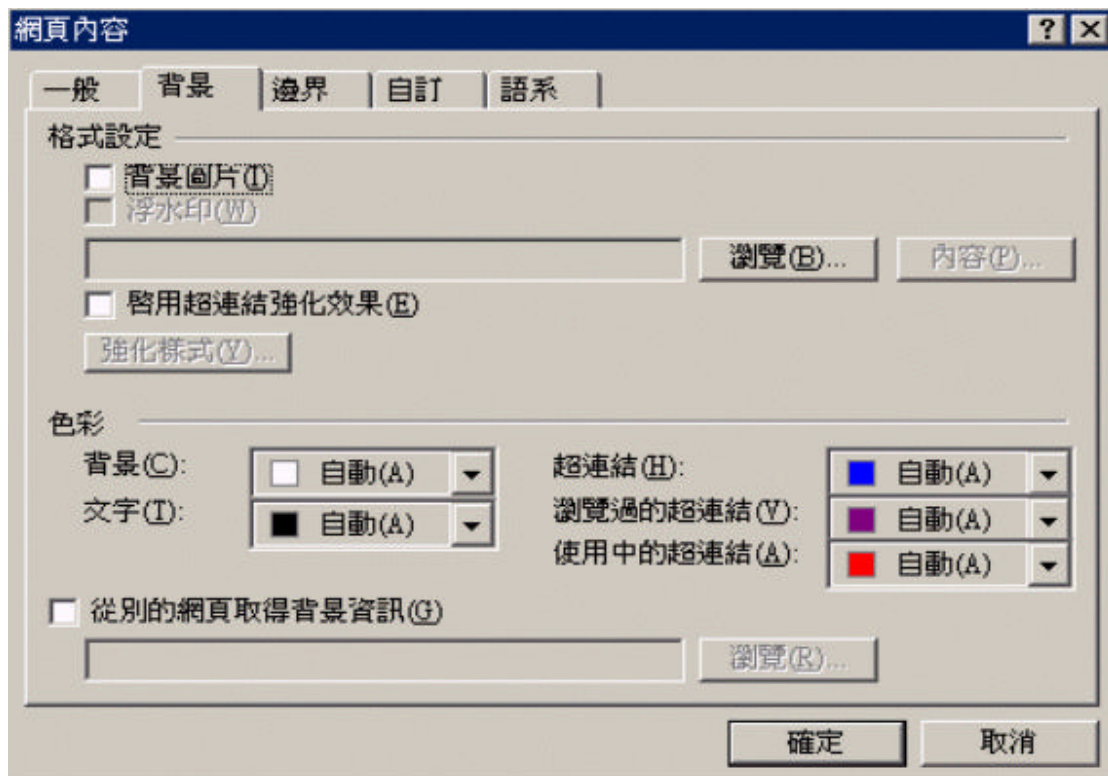 網頁內容
一般 背景 邊界 自訂 語系
格式設定
背景圖片(I)
浮水印(W)
瀏覽(B)... 內容(P)...
啓用超連結強化效果(E)
強化樣式(Y)...
色彩
背景(C): 自動(A) 超連結(H): 自動(A)
文字(T): 自動(A) 瀏覽過的超連結(V): 自動(A)
使用中的超連結(A): 自動(A)
從別的網頁取得背景資訊(G)
瀏覽(R)...
確定 取消